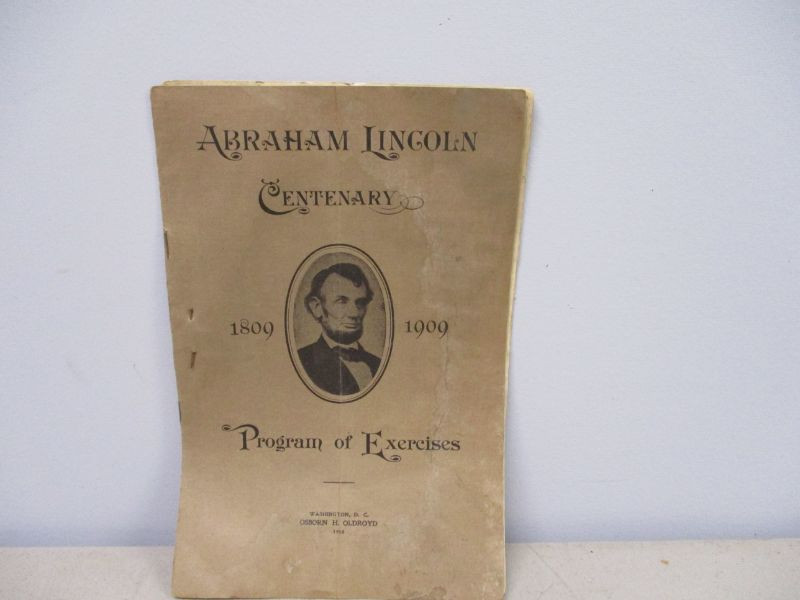 ABRAHAM LINCOLN
CENTENARY
1809 1909
Program of Exercises
WASHINGTON, D. C.
OSBORN H. OLDROYD